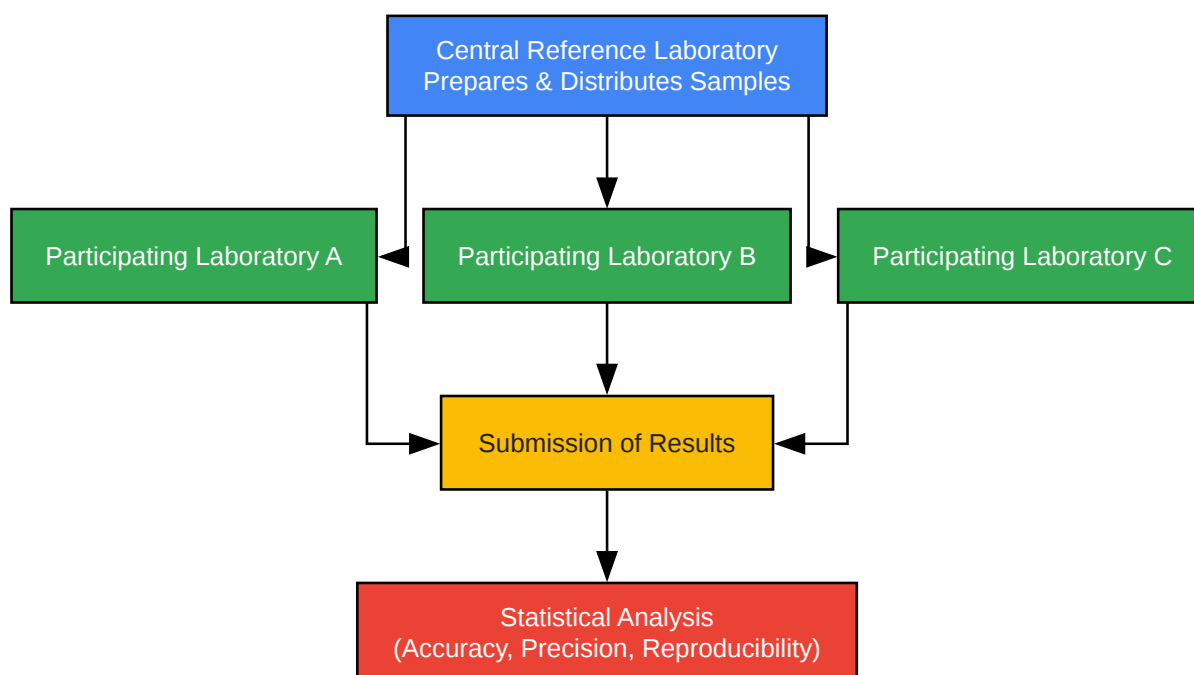 Central Reference Laboratory
Prepares & Distributes Samples
Participating Laboratory A
Participating Laboratory B
Participating Laboratory C
Submission of Results
Statistical Analysis
(Accuracy, Precision, Reproducibility)